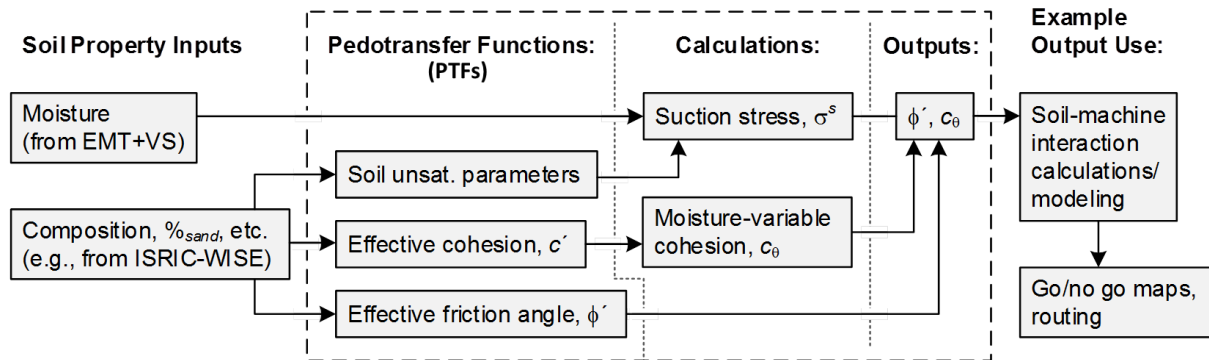 Soil Property Inputs
Pedotransfer Functions:
(PTFs)
Calculations:
Outputs:
Example
Output Use:
Moisture
(from EMT+VS)
Suction stress, σˢ
ϕ´, c_θ
Soil-machine
interaction
calculations/
modeling
Soil unsat. parameters
Composition, %sand, etc.
(e.g., from ISRIC-WISE)
Effective cohesion, c´
Moisture-variable
cohesion, c_θ
Effective friction angle, ϕ´
Go/no go maps,
routing